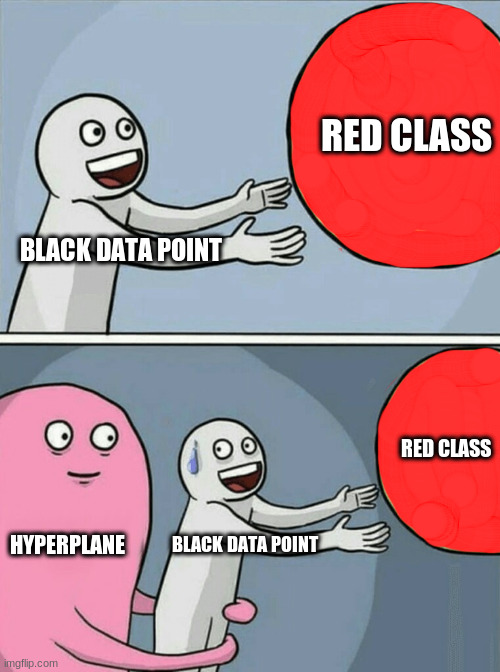 RED CLASS
BLACK DATA POINT
RED CLASS
HYPERPLANE
BLACK DATA POINT
imgflip.com